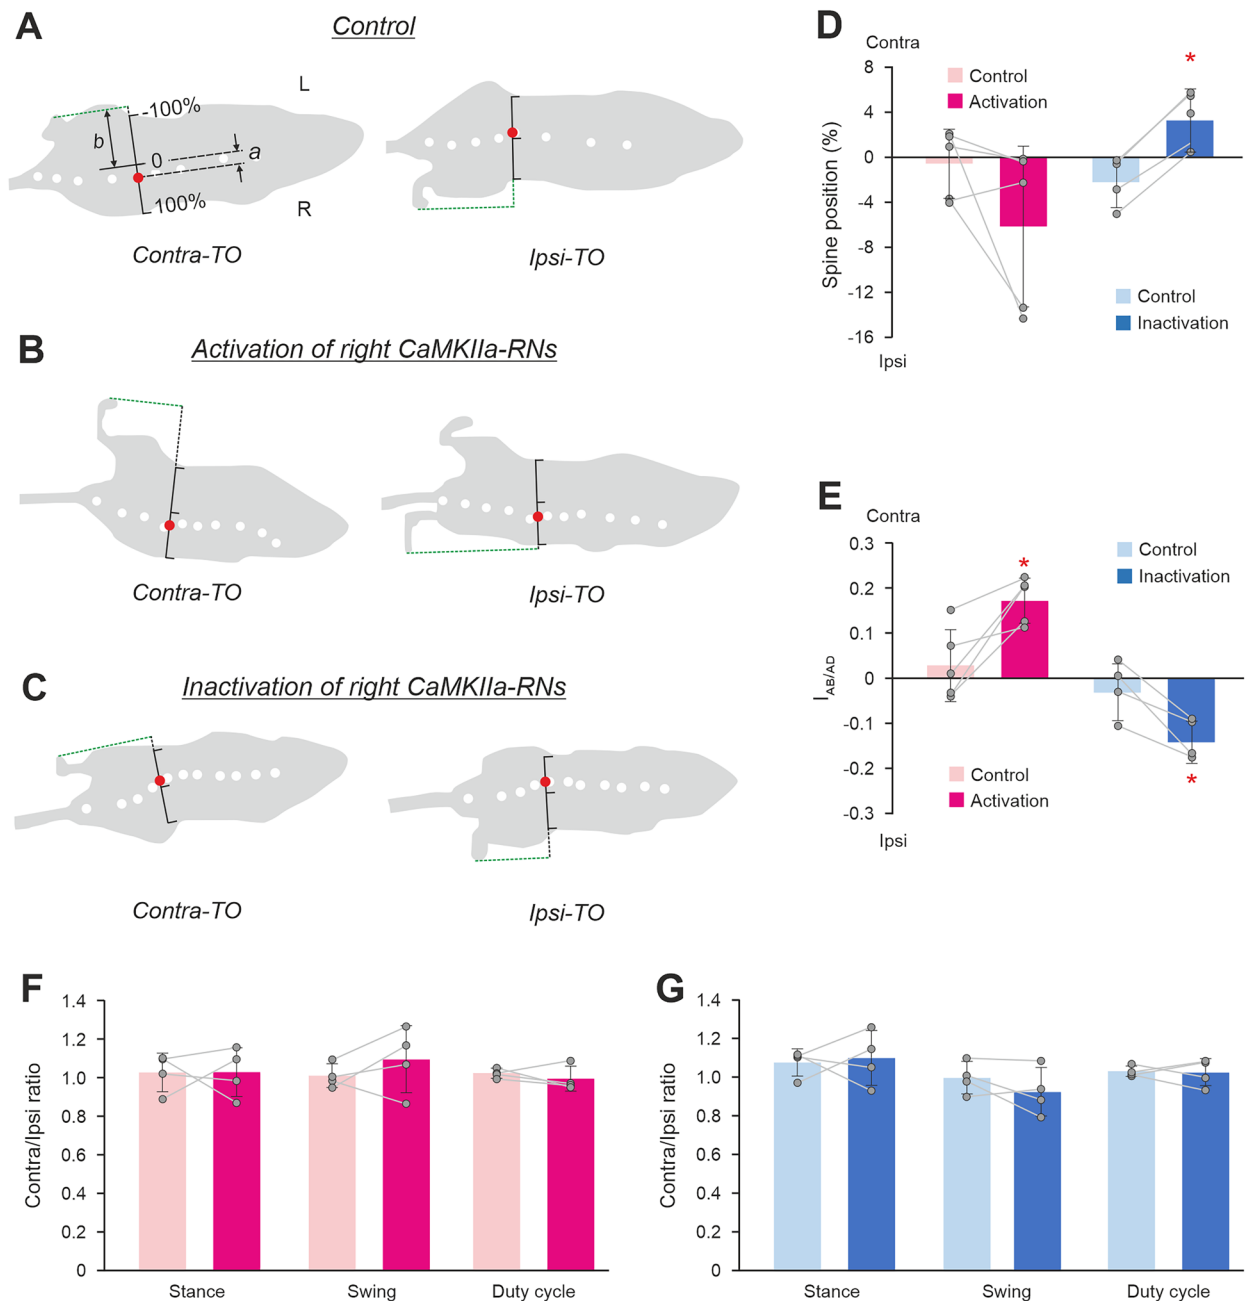 A
Control
L
-100%
b
0
a
100%
R
Contra-TO
Ipsi-TO
B
Activation of right CaMKIIa-RNs
Contra-TO
Ipsi-TO
C
Inactivation of right CaMKIIa-RNs
Contra-TO
Ipsi-TO
D
Contra
8
4
0
-4
-8
-12
-16
Spine position (%)
Ipsi
Control
Activation
*
Control
Inactivation
E
Contra
0.3
0.2
0.1
0
-0.1
-0.2
-0.3
I AB/AD
Ipsi
*
Control
Inactivation
Control
Activation
*
F
1.4
1.2
1.0
0.8
0.6
0.4
0.2
0
Contra/Ipsi ratio
Stance
Swing
Duty cycle
G
1.4
1.2
1.0
0.8
0.6
0.4
0.2
0
Contra/Ipsi ratio
Stance
Swing
Duty cycle